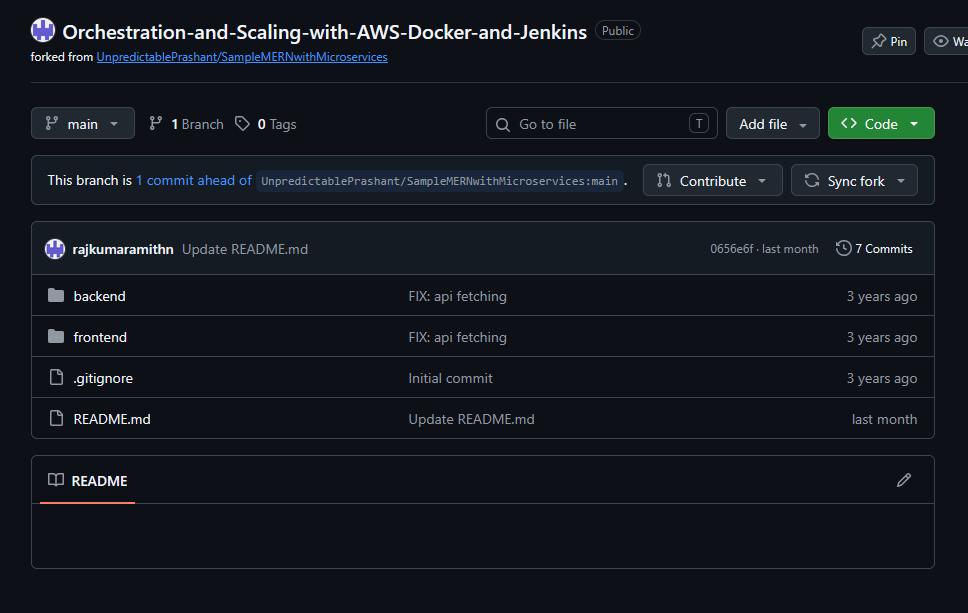 Orchestration-and-Scaling-with-AWS-Docker-and-Jenkins Public
Pin
forked from UnpredictablePrashant/SampleMERNwithMicroservices
main 1 Branch 0 Tags Go to file T Add file Code
This branch is 1 commit ahead of UnpredictablePrashant/SampleMERNwithMicroservices:main . Contribute Sync fork
rajkumaramithn Update README.md 0656e6f · last month 7 Commits
backend FIX: api fetching 3 years ago
frontend FIX: api fetching 3 years ago
.gitignore Initial commit 3 years ago
README.md Update README.md last month
README